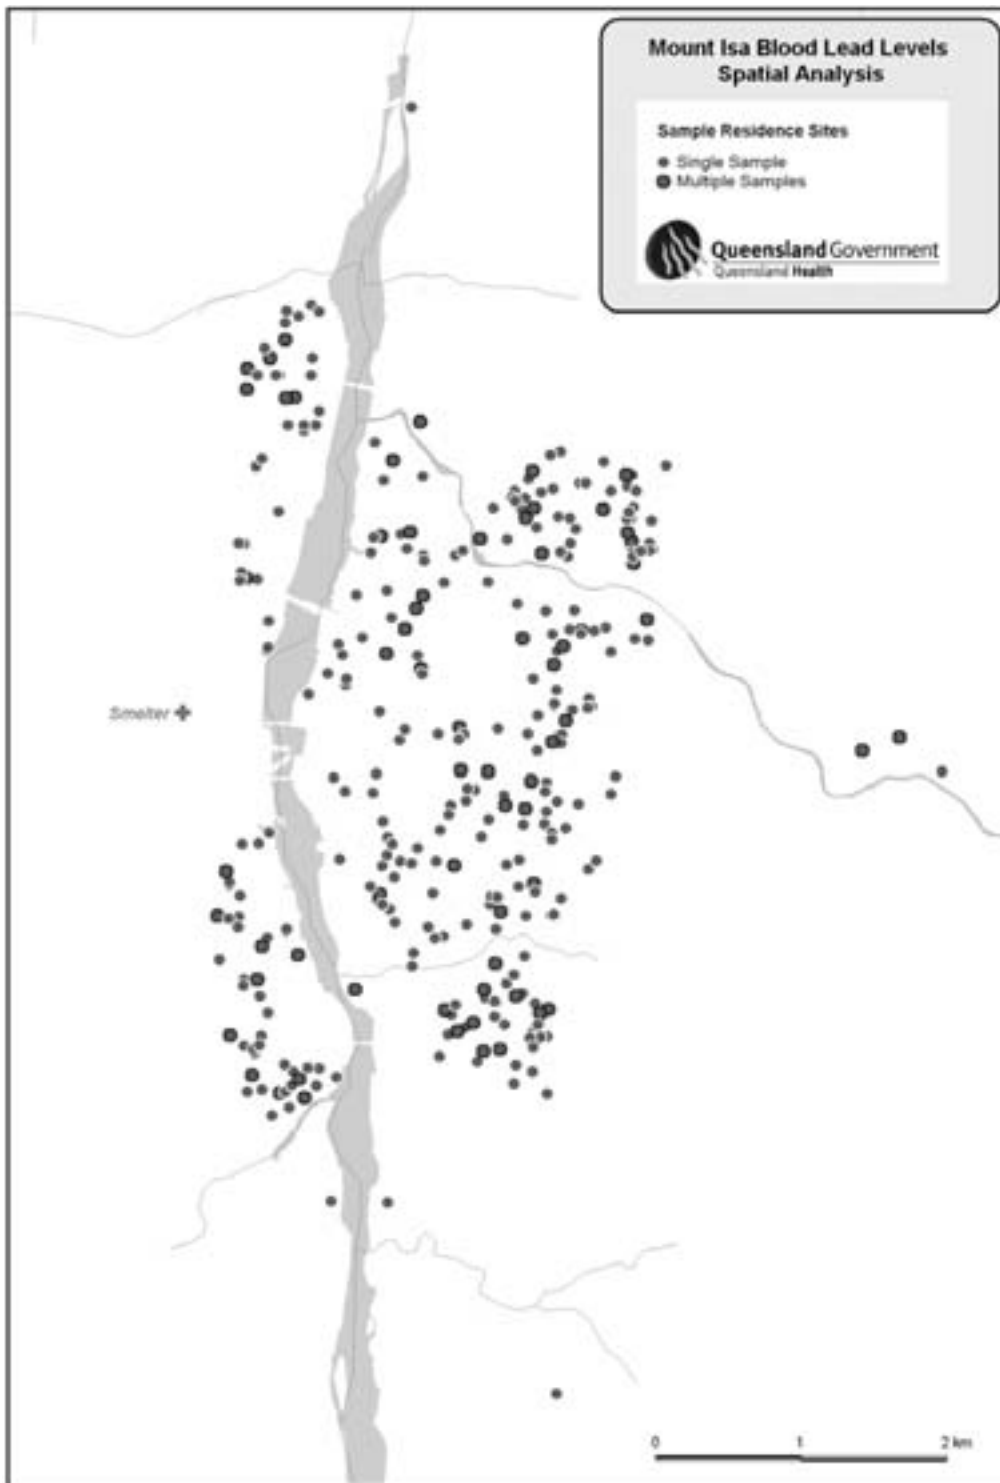 Mount Isa Blood Lead Levels
Spatial Analysis
Sample Residence Sites
Single Sample
Multiple Samples
Queensland Government
Queensland Health
Smelter
0 1 2 km